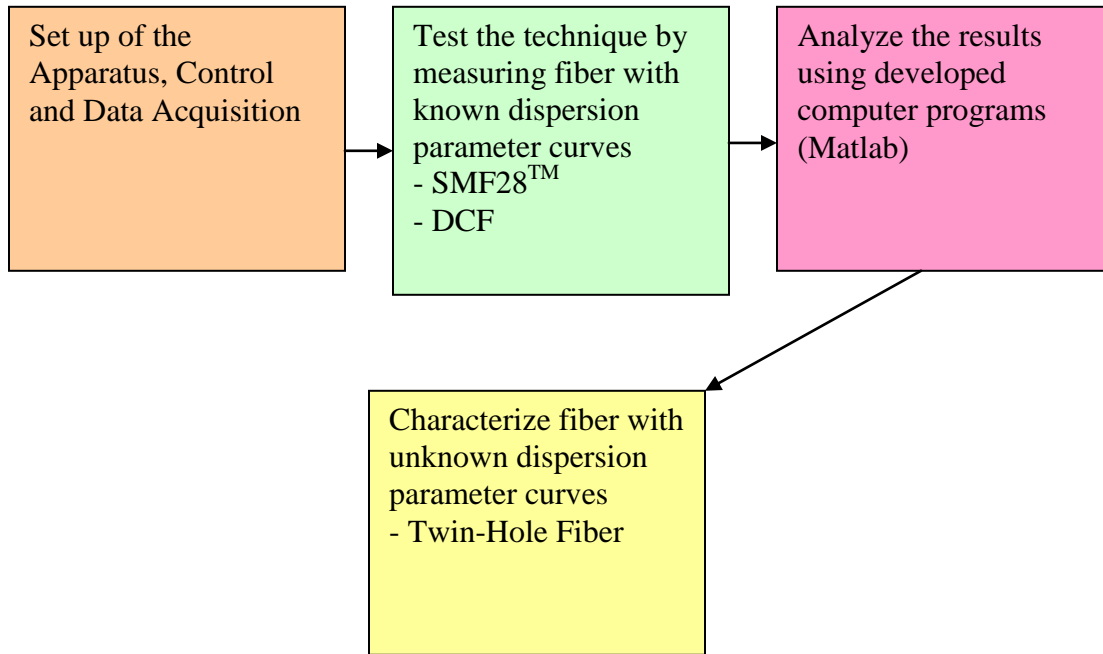 Set up of the
Apparatus, Control
and Data Acquisition
Test the technique by
measuring fiber with
known dispersion
parameter curves
- SMF28™
- DCF
Analyze the results
using developed
computer programs
(Matlab)
Characterize fiber with
unknown dispersion
parameter curves
- Twin-Hole Fiber